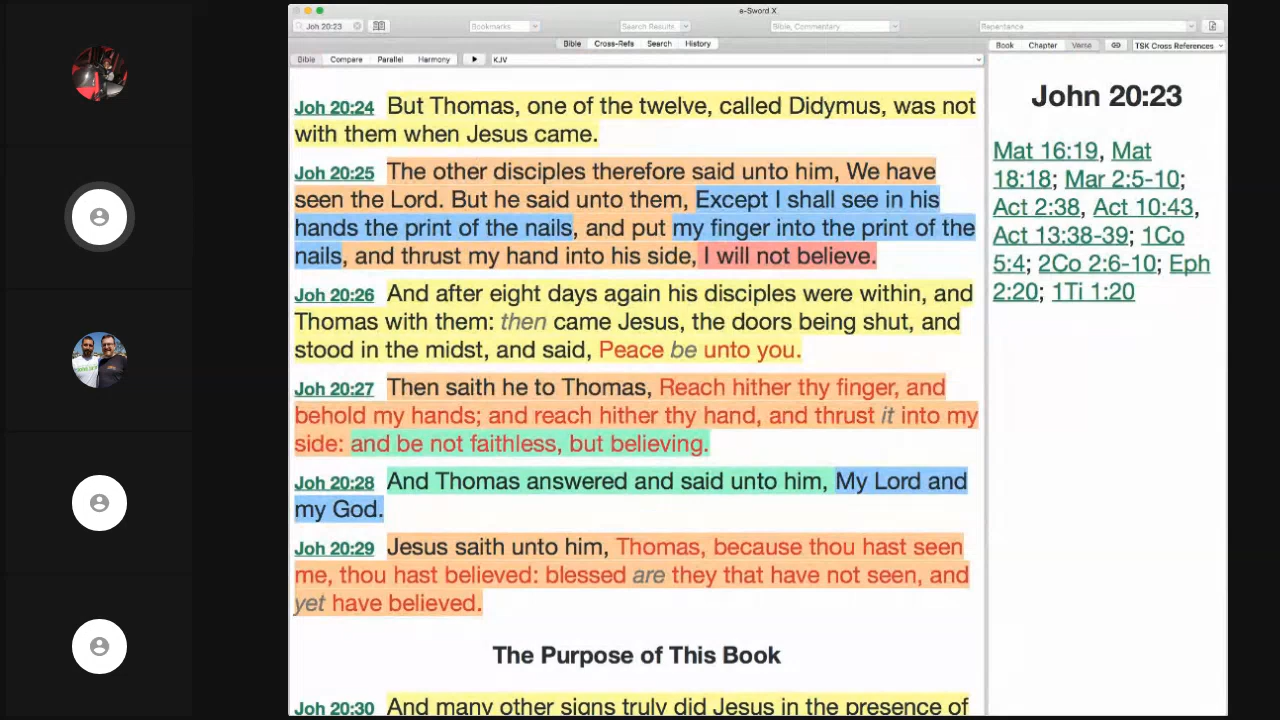 e-Sword X
Joh 20:23
Bookmarks
Search Results
Bible, Commentary
Repentance
Bible Cross-Refs Search History
Book Chapter Verse TSK Cross References
Bible Compare Parallel Harmony KJV
Joh 20:24 But Thomas, one of the twelve, called Didymus, was not
with them when Jesus came.
Joh 20:25 The other disciples therefore said unto him, We have
seen the Lord. But he said unto them, Except I shall see in his
hands the print of the nails, and put my finger into the print of the
nails, and thrust my hand into his side, I will not believe.
Joh 20:26 And after eight days again his disciples were within, and
Thomas with them: then came Jesus, the doors being shut, and
stood in the midst, and said, Peace be unto you.
Joh 20:27 Then saith he to Thomas, Reach hither thy finger, and
behold my hands; and reach hither thy hand, and thrust it into my
side: and be not faithless, but believing.
Joh 20:28 And Thomas answered and said unto him, My Lord and
my God.
Joh 20:29 Jesus saith unto him, Thomas, because thou hast seen
me, thou hast believed: blessed are they that have not seen, and
yet have believed.
The Purpose of This Book
Joh 20:30 And many other signs truly did Jesus in the presence of
John 20:23
Mat 16:19, Mat
18:18; Mar 2:5-10;
Act 2:38, Act 10:43,
Act 13:38-39; 1Co
5:4; 2Co 2:6-10; Eph
2:20; 1Ti 1:20